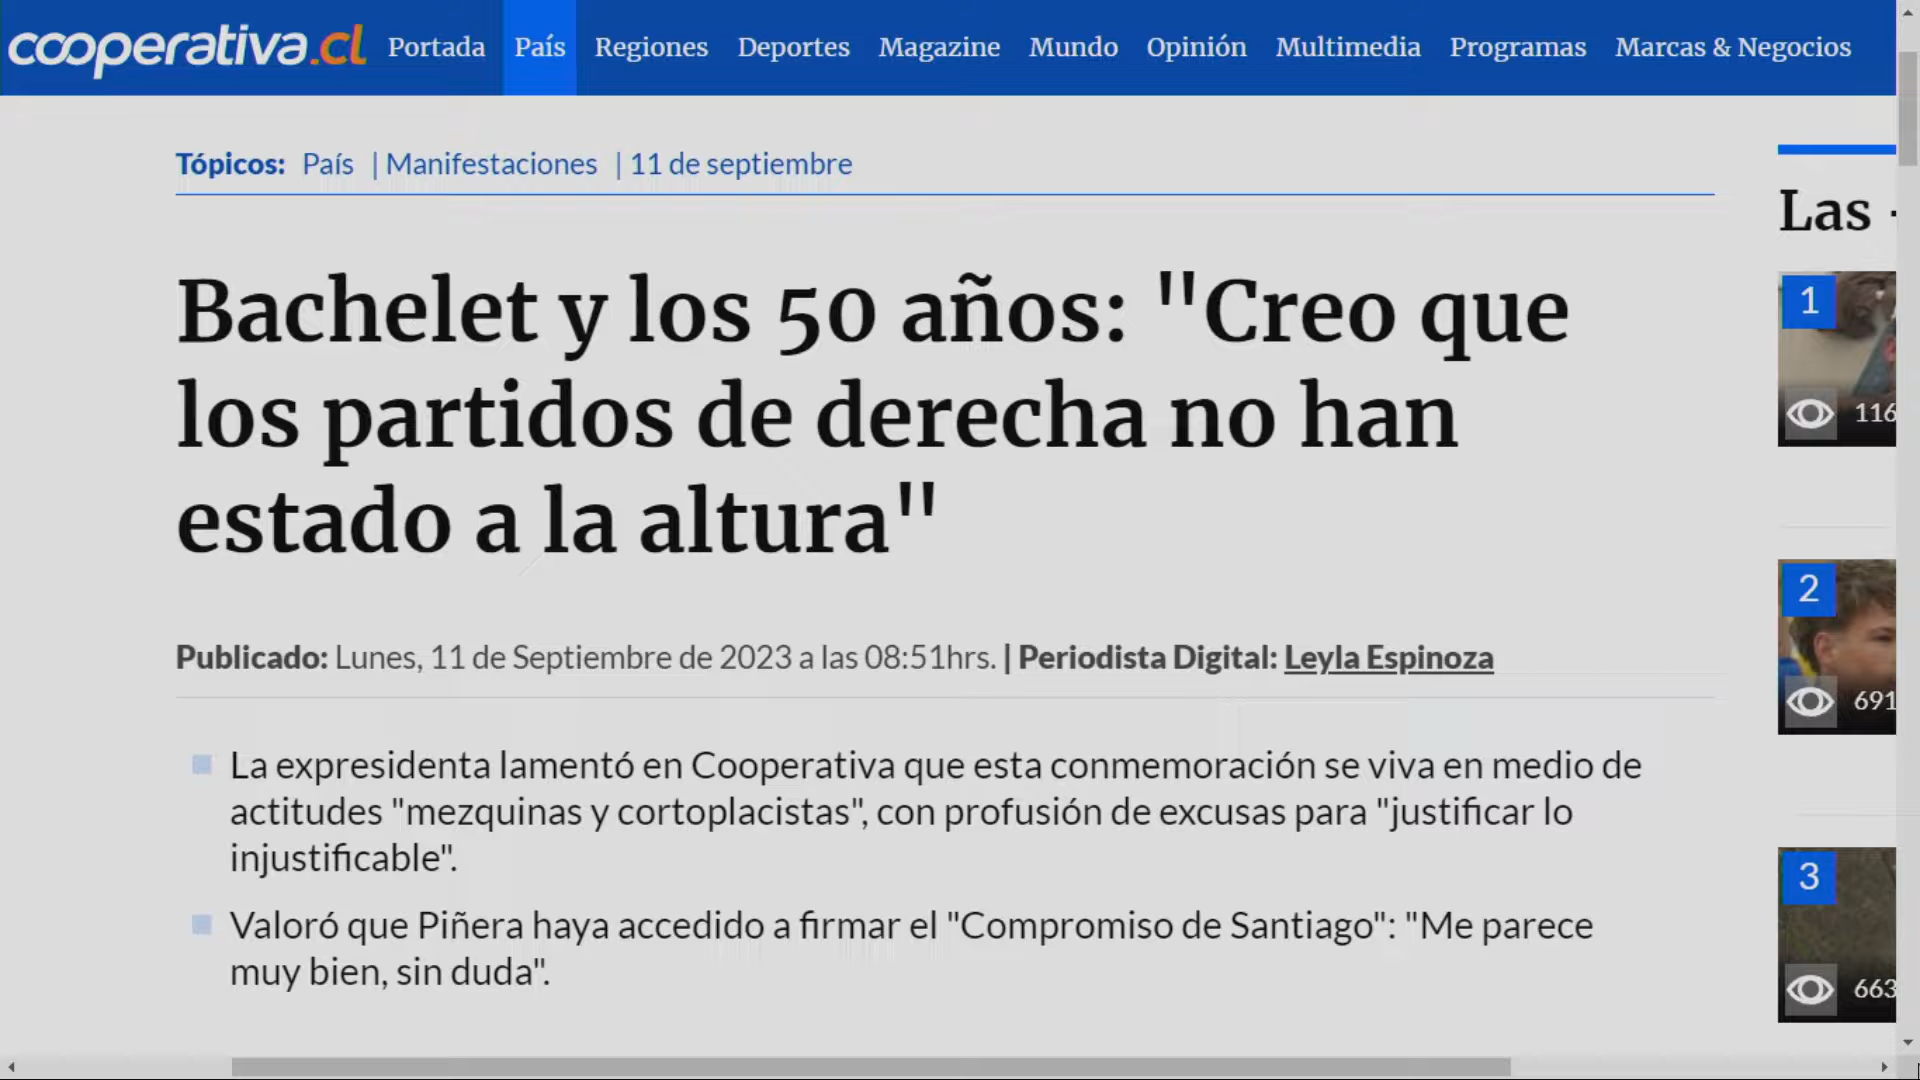 cooperativa.cl Portada País Regiones Deportes Magazine Mundo Opinión Multimedia Programas Marcas & Negocios
Tópicos: País | Manifestaciones | 11 de septiembre
Bachelet y los 50 años: "Creo que
los partidos de derecha no han
estado a la altura"
Publicado: Lunes, 11 de Septiembre de 2023 a las 08:51hrs. | Periodista Digital: Leyla Espinoza
La expresidenta lamentó en Cooperativa que esta conmemoración se viva en medio de
actitudes "mezquinas y cortoplacistas", con profusión de excusas para "justificar lo
injustificable".
Valoró que Piñera haya accedido a firmar el "Compromiso de Santiago": "Me parece
muy bien, sin duda".
Las
1
116
2
691
3
663